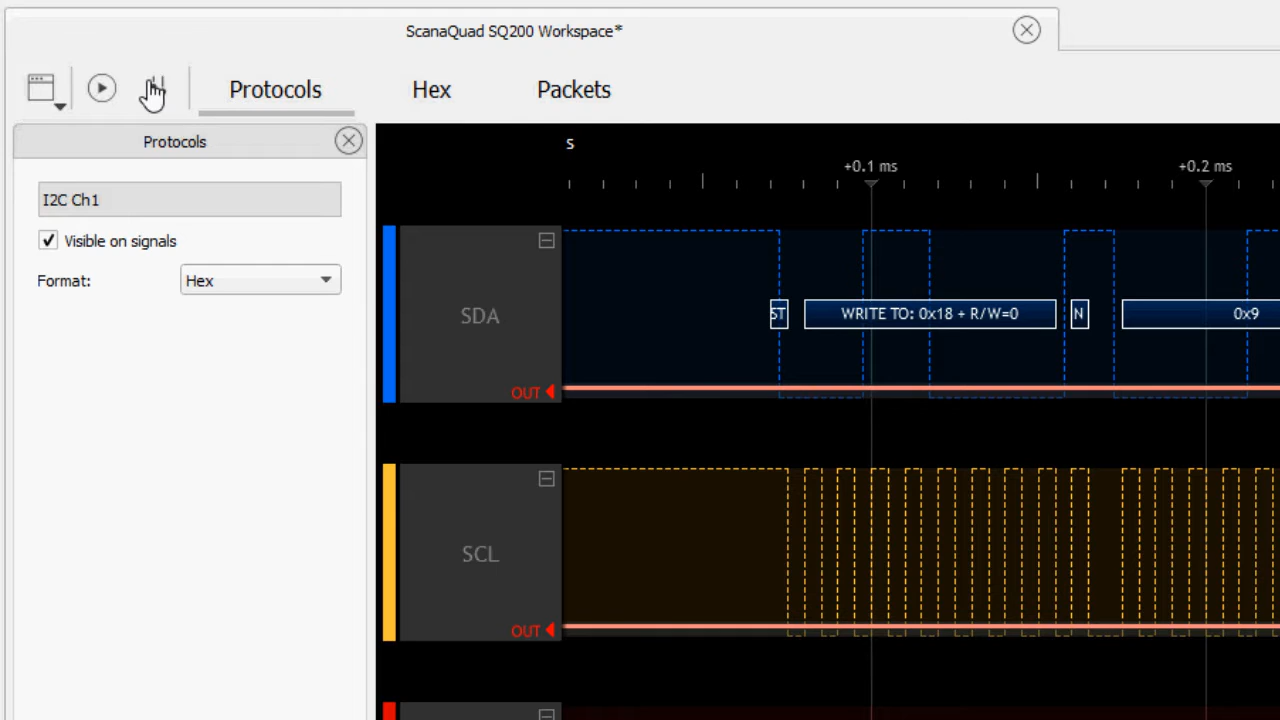 ScanaQuad SQ200 Workspace*
Protocols
Hex
Packets
Protocols
I2C Ch1
Visible on signals
Format:
Hex
S
+0.1 ms
+0.2 ms
SDA
OUT
ST
WRITE TO: 0x18 + R/W=0
N
0x9
SCL
OUT